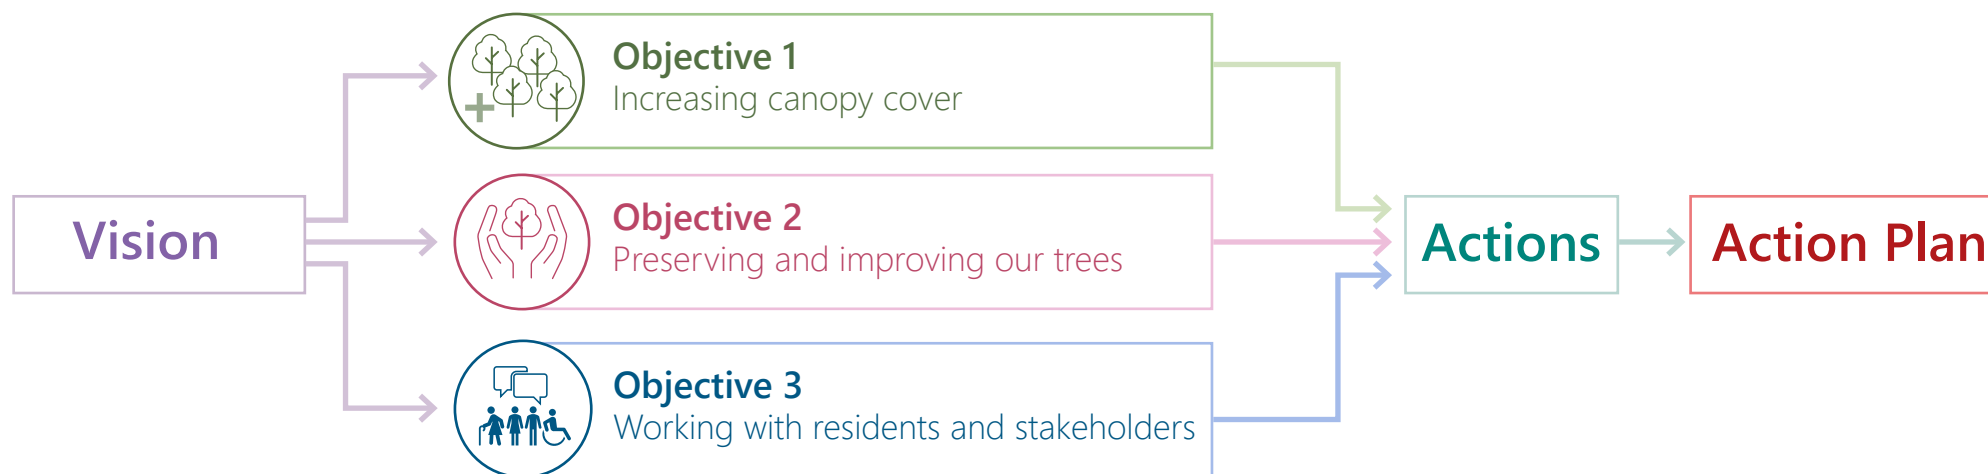 Vision
Objective 1
Increasing canopy cover
Objective 2
Preserving and improving our trees
Objective 3
Working with residents and stakeholders
Actions
Action Plan